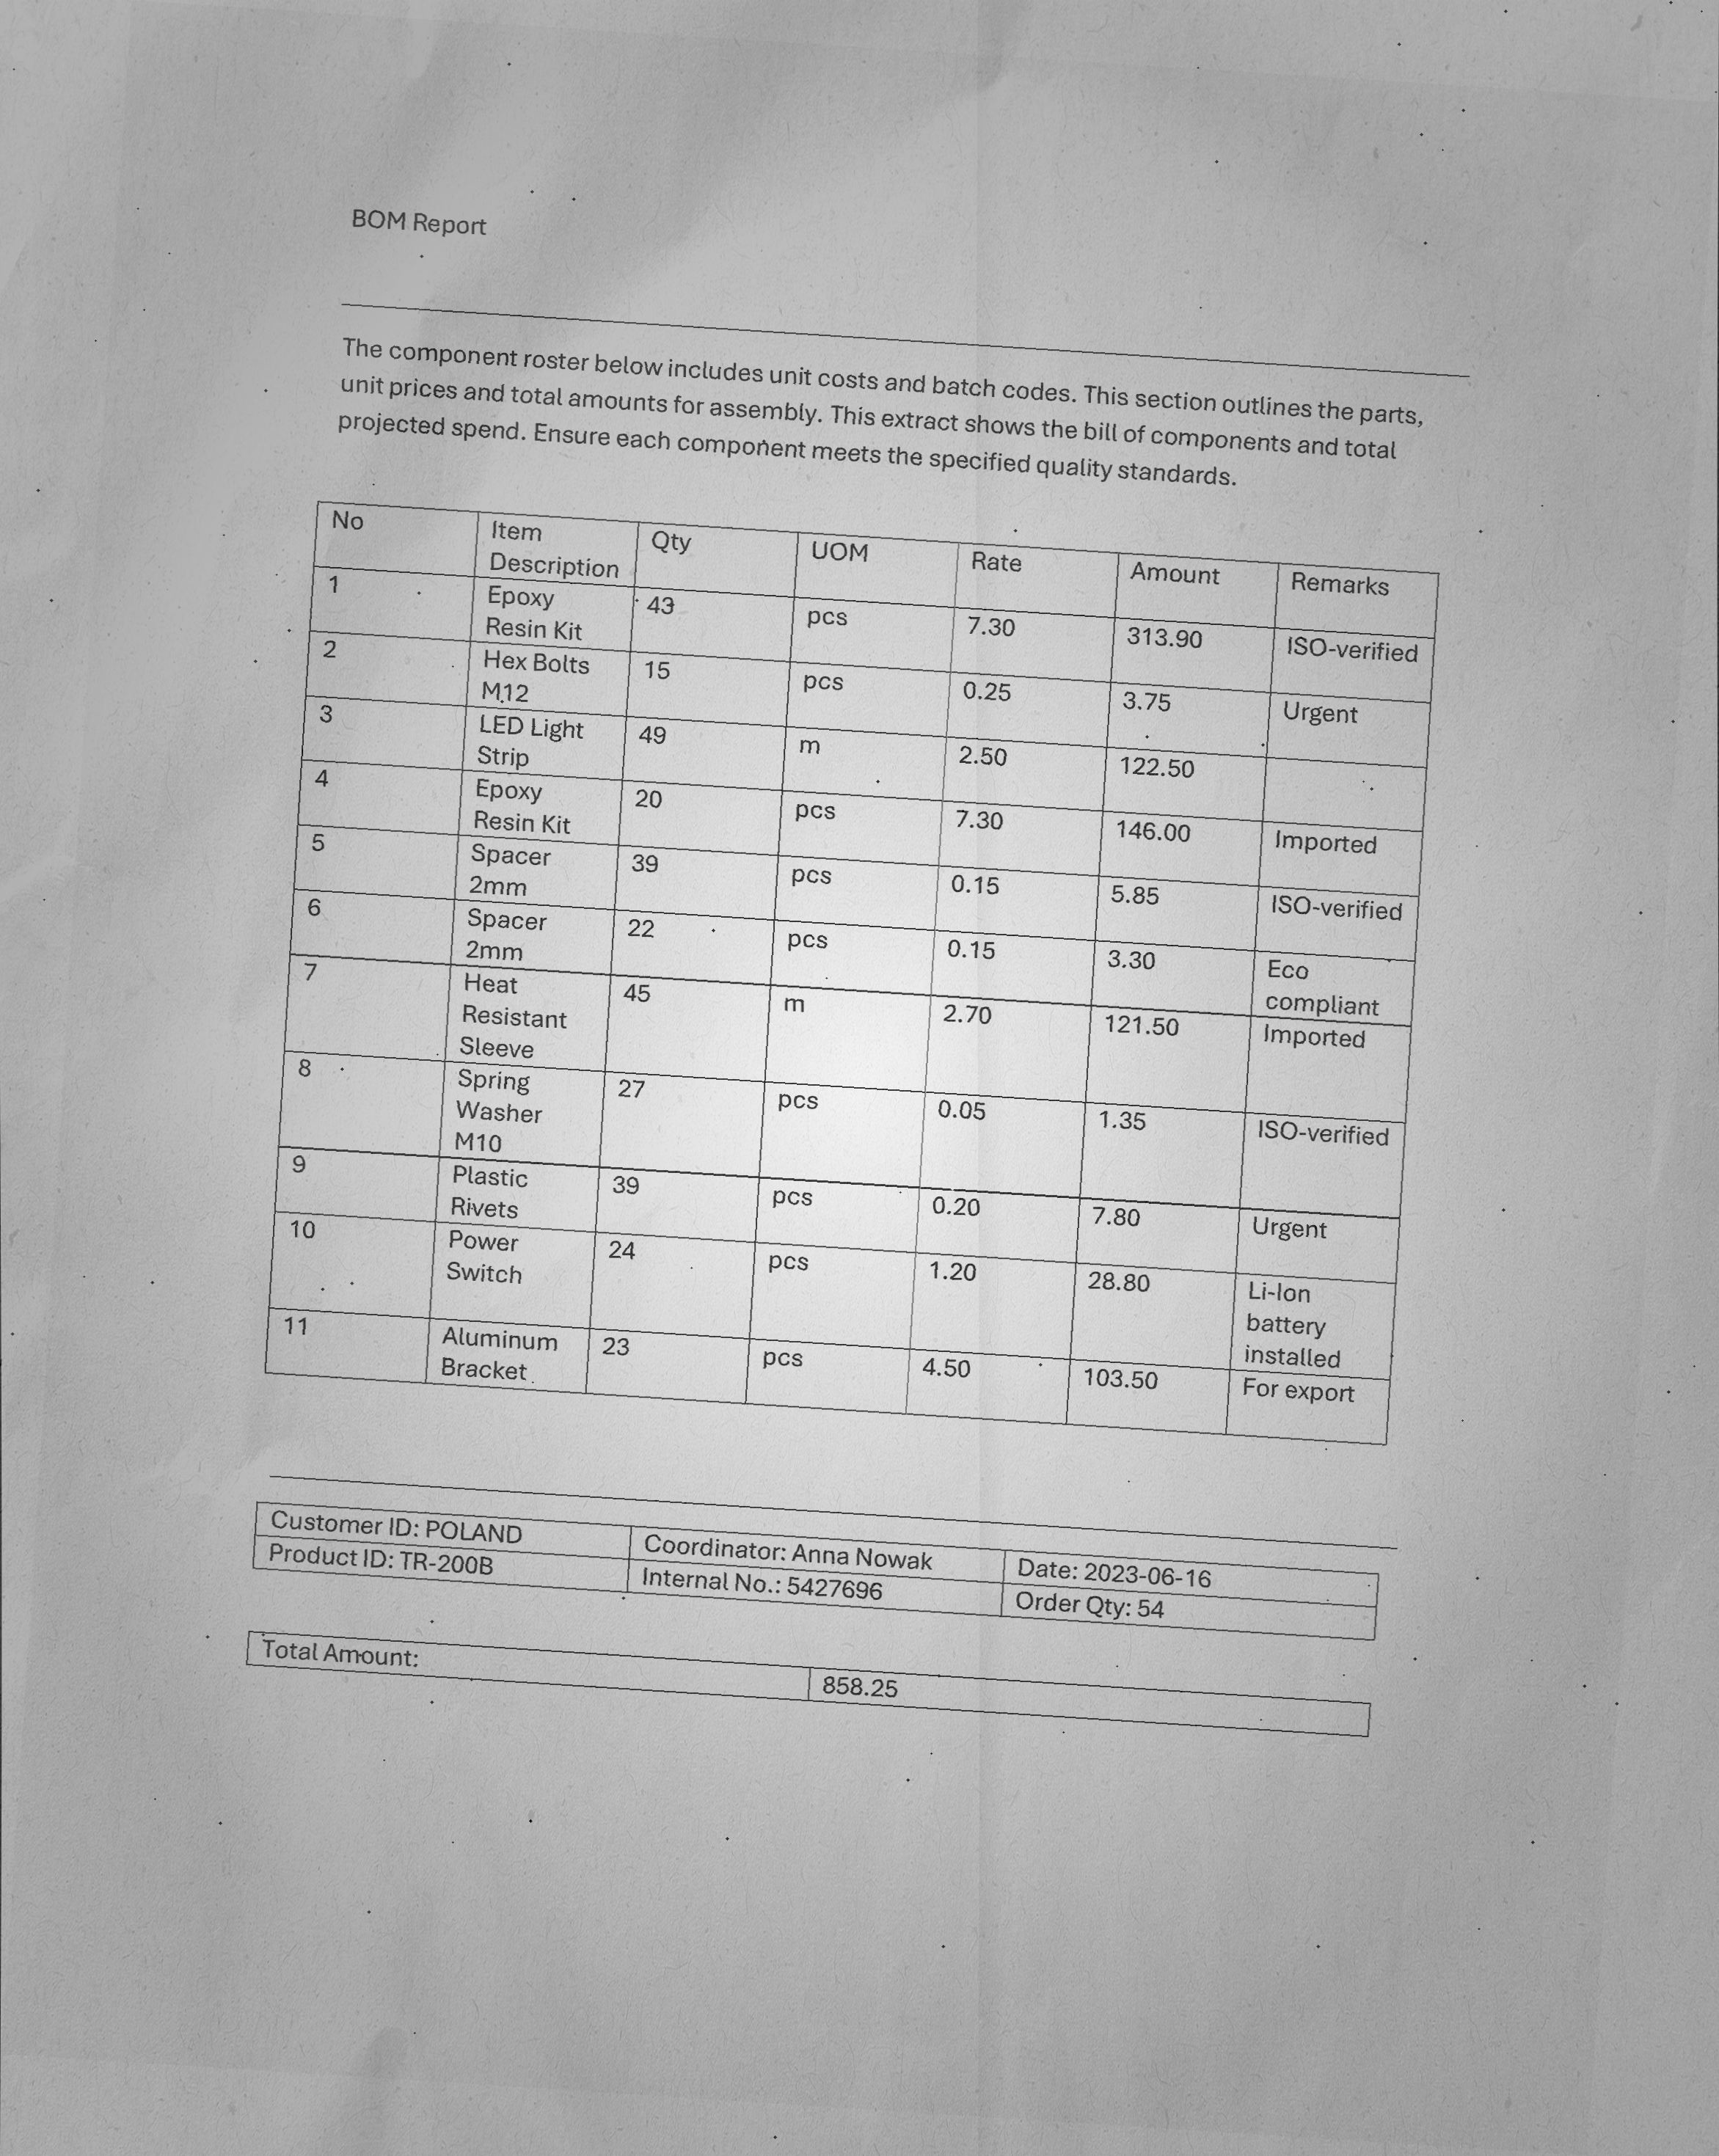 BOM Report
The component roster below includes unit costs and batch codes. This section outlines the parts,
unit prices and total amounts for assembly. This extract shows the bill of components and total
projected spend. Ensure each component meets the specified quality standards.
No Item Description Qty UOM Rate Amount Remarks
1 Epoxy Resin Kit 43 pcs 7.30 313.90 ISO-verified
2 Hex Bolts M12 15 pcs 0.25 3.75 Urgent
3 LED Light Strip 49 m 2.50 122.50
4 Epoxy Resin Kit 20 pcs 7.30 146.00 Imported
5 Spacer 2mm 39 pcs 0.15 5.85 ISO-verified
6 Spacer 2mm 22 pcs 0.15 3.30 Eco compliant
7 Heat Resistant Sleeve 45 m 2.70 121.50 Imported
8 Spring Washer M10 27 pcs 0.05 1.35 ISO-verified
9 Plastic Rivets 39 pcs 0.20 7.80 Urgent
10 Power Switch 24 pcs 1.20 28.80 Li-Ion battery installed
11 Aluminum Bracket 23 pcs 4.50 103.50 For export
Customer ID: POLAND Coordinator: Anna Nowak Date: 2023-06-16
Product ID: TR-200B Internal No.: 5427696 Order Qty: 54
Total Amount: 858.25